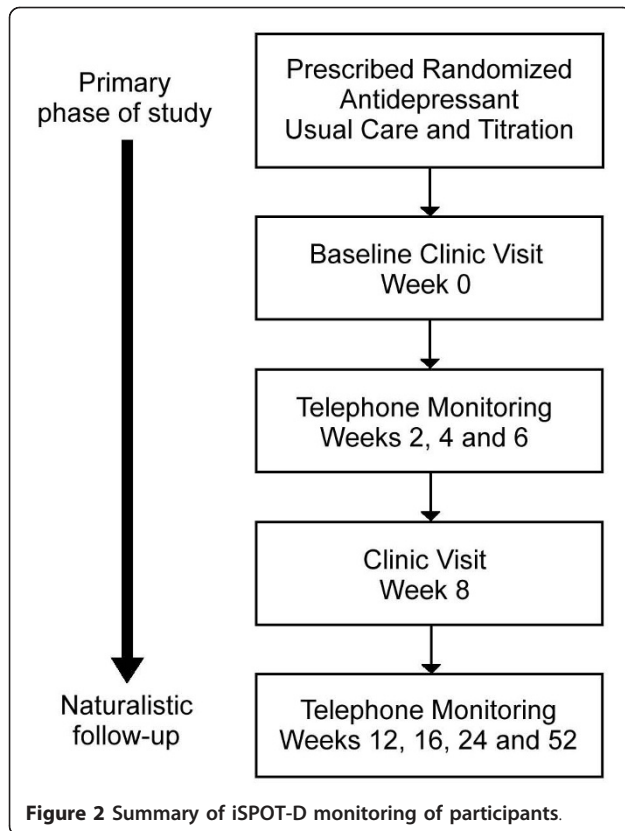 Primary
phase of study
Prescribed Randomized
Antidepressant
Usual Care and Titration
Baseline Clinic Visit
Week 0
Telephone Monitoring
Weeks 2, 4 and 6
Clinic Visit
Week 8
Naturalistic
follow-up
Telephone Monitoring
Weeks 12, 16, 24 and 52
Figure 2 Summary of iSPOT-D monitoring of participants.